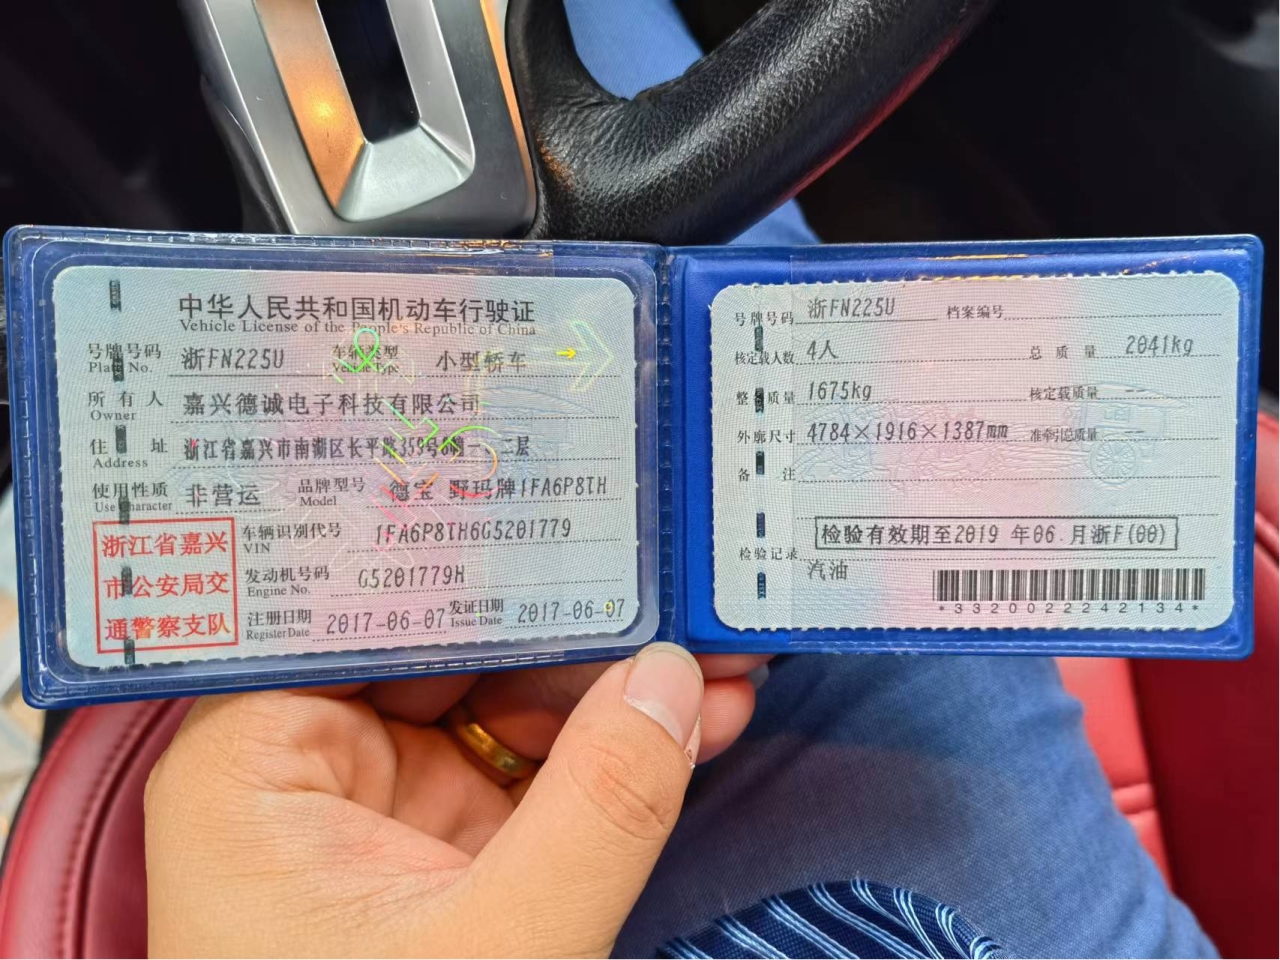 中华人民共和国机动车行驶证
Vehicle License of the People's Republic of China
号牌号码 浙FN225U 车辆类型 小型轿车
Plate No. Vehicle Type
所有人 嘉兴德诚电子科技有限公司
Owner
住址 浙江省嘉兴市南湖区长平路359号 一、二层
Address
使用性质 非营运 品牌型号 德宝 野玛牌1FA6P8TH
Use Character Model
浙江省嘉兴
市公安局交
通警察支队
车辆识别代号 1FA6P8TH6G5201779
VIN
发动机号码 G5201779H
Engine No.
注册日期 2017-06-07 发证日期 2017-06-07
Register Date Issue Date
号牌号码 浙FN225U 档案编号
核定载人数 4人 总质量 2041kg
整备质量 1675kg 核定载质量
外廓尺寸 4784×1916×1387mm 准牵引总质量
备注
检验有效期至2019 年06.月浙F(00)
检验记录
汽油
*3320022242134*